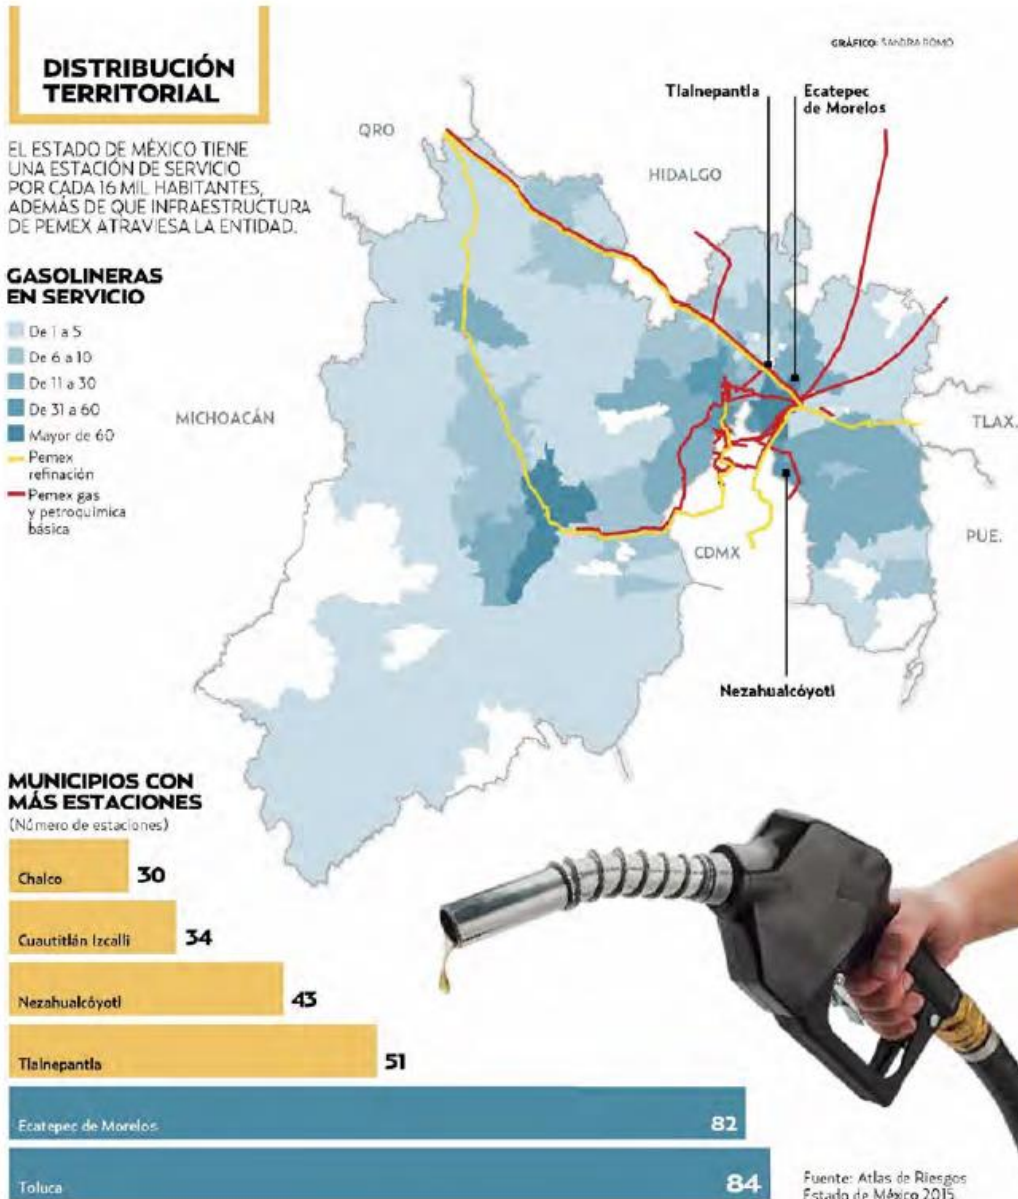 GRÁFICO: SANDRA ROMO
DISTRIBUCIÓN
TERRITORIAL
EL ESTADO DE MÉXICO TIENE
UNA ESTACIÓN DE SERVICIO
POR CADA 16 MIL HABITANTES,
ADEMÁS DE QUE INFRAESTRUCTURA
DE PEMEX ATRAVIESA LA ENTIDAD.
GASOLINERAS
EN SERVICIO
De 1 a 5
De 6 a 10
De 11 a 30
De 31 a 60
Mayor de 60
Pemex
refinación
Pemex gas
y petroquímica
básica
QRO
HIDALGO
Tlalnepantla
Ecatepec
de Morelos
MICHOACÁN
TLAX.
PUE.
CDMX
Nezahualcóyotl
MUNICIPIOS CON
MÁS ESTACIONES
(Número de estaciones)
Chalco 30
Cuautitlán Izcalli 34
Nezahualcóyotl 43
Tlalnepantla 51
Ecatepec de Morelos 82
Toluca 84
Fuente: Atlas de Riesgos
Estado de México 2015